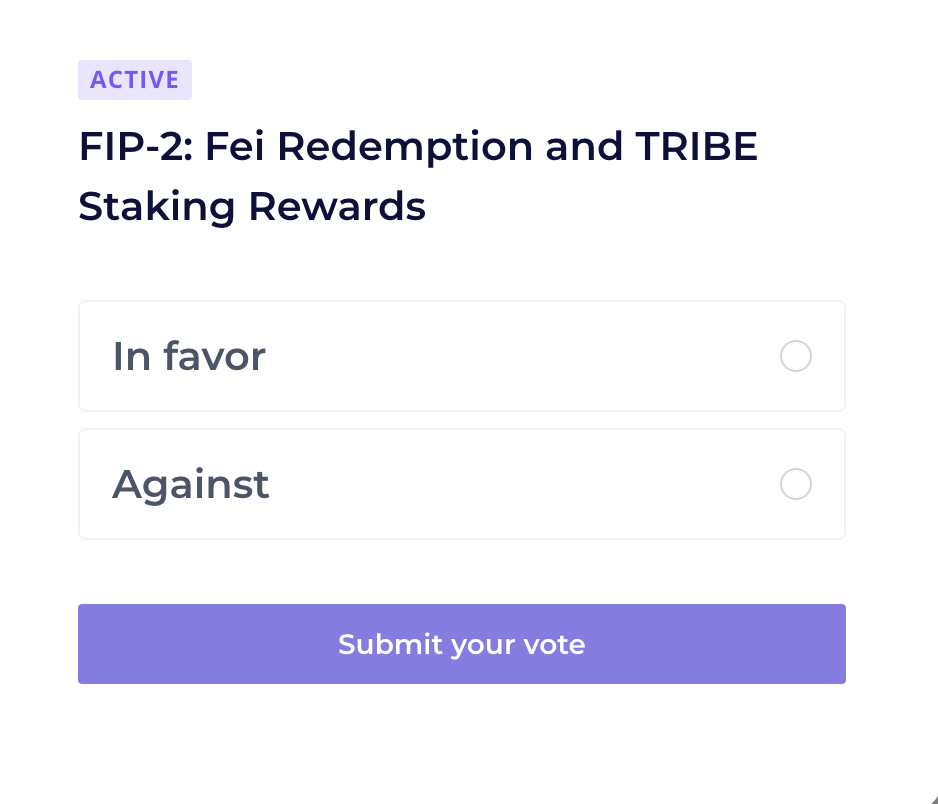 ACTIVE
FIP-2: Fei Redemption and TRIBE
Staking Rewards
In favor
Against
Submit your vote